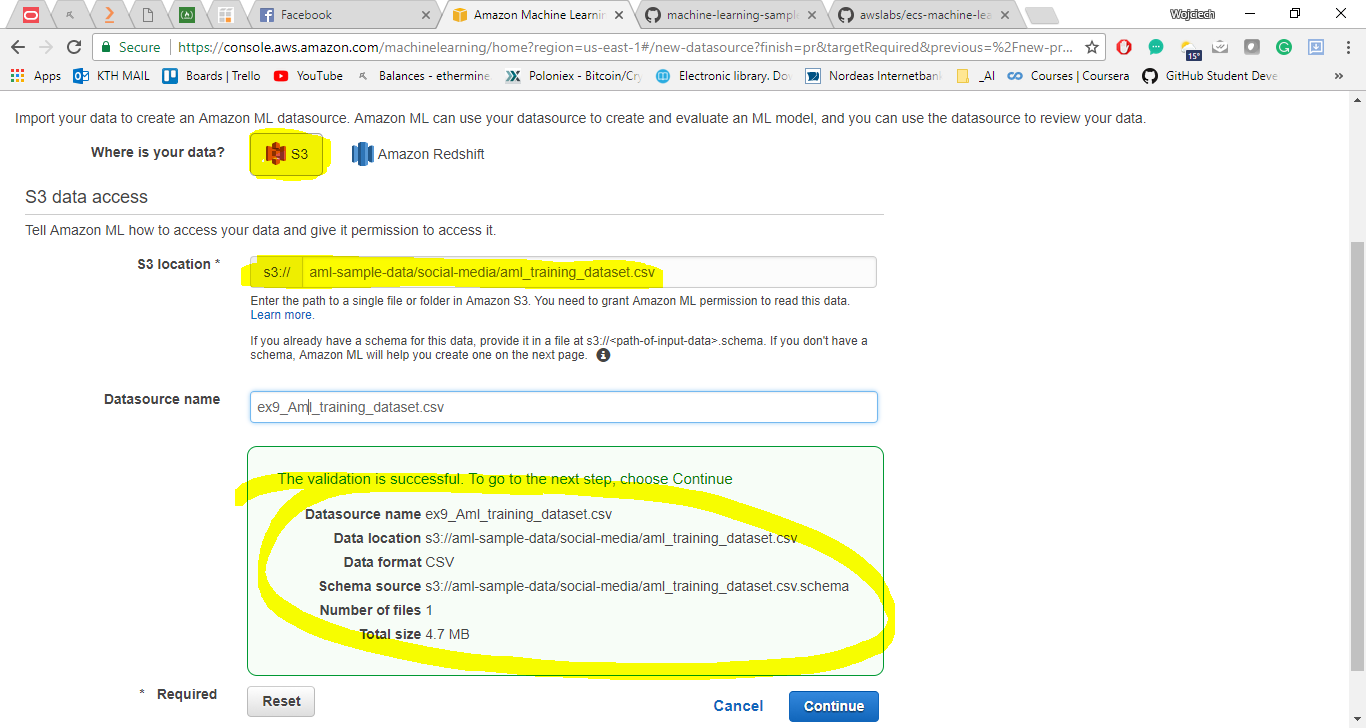 Facebook
Amazon Machine Learnin
machine-learning-sampl
awslabs/ecs-machine-lea
Wojciech
Secure
https://console.aws.amazon.com/machinelearning/home?region=us-east-1#/new-datasource?finish=pr&targetRequired&previous=%2Fnew-pr...
15°
Apps
KTH MAIL
Boards | Trello
YouTube
Balances - ethermine.
Poloniex - Bitcoin/Cry
Electronic library. Dow
Nordeas Internetbank
_AI
Courses | Coursera
GitHub Student Deve
»
Import your data to create an Amazon ML datasource. Amazon ML can use your datasource to create and evaluate an ML model, and you can use the datasource to review your data.
Where is your data?
S3
Amazon Redshift
S3 data access
Tell Amazon ML how to access your data and give it permission to access it.
S3 location *
s3://
aml-sample-data/social-media/aml_training_dataset.csv
Enter the path to a single file or folder in Amazon S3. You need to grant Amazon ML permission to read this data.
Learn more.
If you already have a schema for this data, provide it in a file at s3://<path-of-input-data>.schema. If you don't have a
schema, Amazon ML will help you create one on the next page.
Datasource name
ex9_Aml_training_dataset.csv
The validation is successful. To go to the next step, choose Continue
Datasource name ex9_Aml_training_dataset.csv
Data location s3://aml-sample-data/social-media/aml_training_dataset.csv
Data format CSV
Schema source s3://aml-sample-data/social-media/aml_training_dataset.csv.schema
Number of files 1
Total size 4.7 MB
* Required
Reset
Cancel
Continue